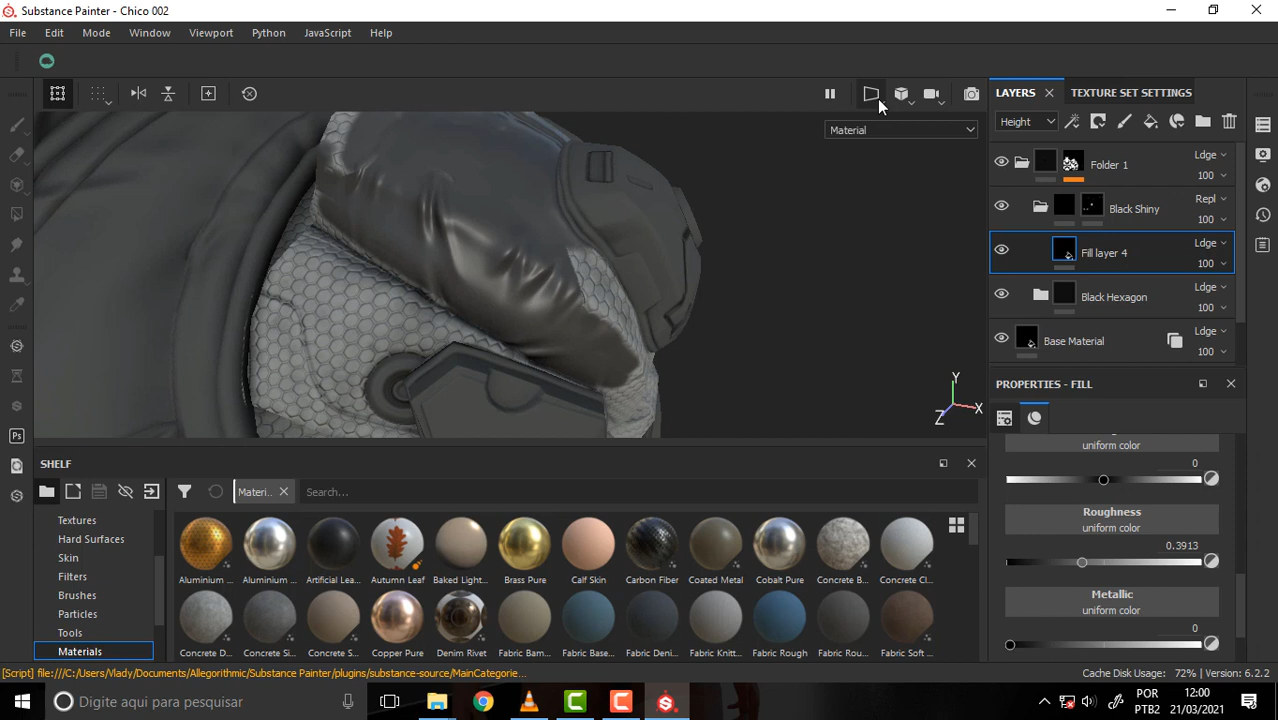 Substance Painter - Chico 002
File Edit Mode Window Viewport Python JavaScript Help
LAYERS TEXTURE SET SETTINGS
Height
Material
Folder 1 Ldge 100
Black Shiny Repl 100
Fill layer 4 Ldge 100
Black Hexagon Ldge 100
Base Material Ldge 100
Y
X
Z
PROPERTIES - FILL
uniform color
0
Roughness
uniform color
0.3913
Metallic
uniform color
0
SHELF
Materi.. Search...
Textures
Hard Surfaces
Skin
Filters
Brushes
Particles
Tools
Materials
Ps
Aluminium ... Aluminium ... Artificial Lea... Autumn Leaf Baked Light... Brass Pure Calf Skin Carbon Fiber Coated Metal Cobalt Pure Concrete B... Concrete Cl...
Concrete D... Concrete Si... Concrete S... Copper Pure Denim Rivet Fabric Bam... Fabric Base... Fabric Deni... Fabric Knitt... Fabric Rough Fabric Rou... Fabric Soft ...
[Script] file:///C:/Users/Vlady/Documents/Allegorithmic/Substance Painter/plugins/substance-source/MainCategorie...
Cache Disk Usage: 72% | Version: 6.2.2
Digite aqui para pesquisar
POR
PTB2
12:00
21/03/2021